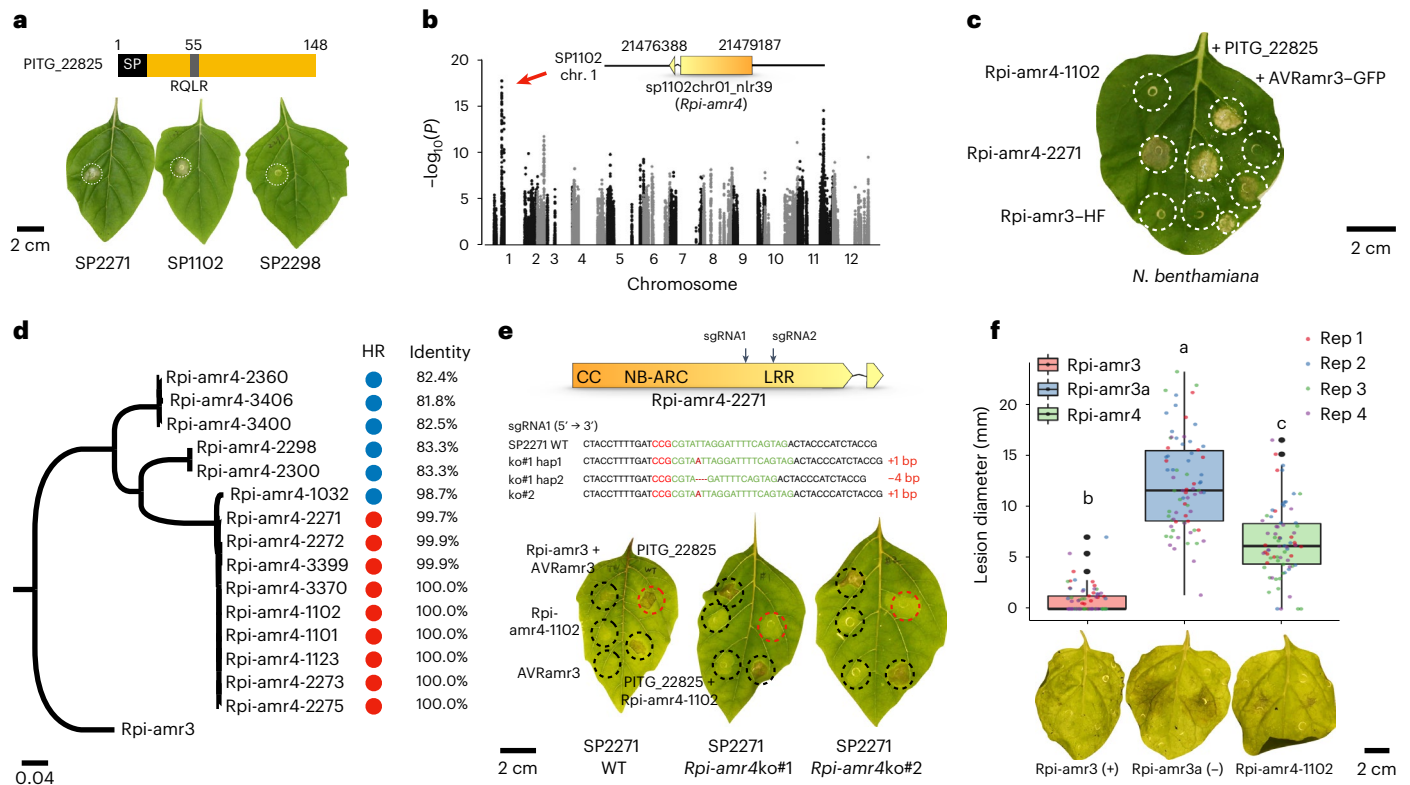 a
1 55 148
PITG_22825 SP
RQLR
2 cm
SP2271 SP1102 SP2298
b
–log10(P)
20
15
10
5
0
SP1102
chr. 1
21476388 21479187
sp1102chr01_nlr39
(Rpi-amr4)
1 2 3 4 5 6 7 8 9 10 11 12
Chromosome
c
+ PITG_22825
+ AVRamr3–GFP
Rpi-amr4-1102
Rpi-amr4-2271
Rpi-amr3–HF
2 cm
N. benthamiana
d
HR Identity
Rpi-amr4-2360 82.4%
Rpi-amr4-3406 81.8%
Rpi-amr4-3400 82.5%
Rpi-amr4-2298 83.3%
Rpi-amr4-2300 83.3%
Rpi-amr4-1032 98.7%
Rpi-amr4-2271 99.7%
Rpi-amr4-2272 99.9%
Rpi-amr4-3399 99.9%
Rpi-amr4-3370 100.0%
Rpi-amr4-1102 100.0%
Rpi-amr4-1101 100.0%
Rpi-amr4-1123 100.0%
Rpi-amr4-2273 100.0%
Rpi-amr4-2275 100.0%
Rpi-amr3
0.04
e
sgRNA1 sgRNA2
CC NB-ARC LRR
Rpi-amr4-2271
sgRNA1 (5′ → 3′)
SP2271 WT CTACCTTTTGATCCGCGTATTAGGATTTTCAGTAGACTACCCATCTACCG
ko#1 hap1 CTACCTTTTGATCCGCGTAATTAGGATTTTCAGTAGACTACCCATCTACCG +1 bp
ko#1 hap2 CTACCTTTTGATCCGCGTA----GATTTTCAGTAGACTACCCATCTACCG –4 bp
ko#2 CTACCTTTTGATCCGCGTAATTAGGATTTTCAGTAGACTACCCATCTACCG +1 bp
Rpi-amr3 +
AVRamr3
PITG_22825
WT
Rpi-
amr4-1102
AVRamr3
PITG_22825 +
Rpi-amr4-1102
2 cm
SP2271
WT
SP2271
Rpi-amr4ko#1
SP2271
Rpi-amr4ko#2
f
Lesion diameter (mm)
20
15
10
5
0
Rpi-amr3
Rpi-amr3a
Rpi-amr4
b
a
c
Rep 1
Rep 2
Rep 3
Rep 4
Rpi-amr3 (+) Rpi-amr3a (–) Rpi-amr4-1102
2 cm